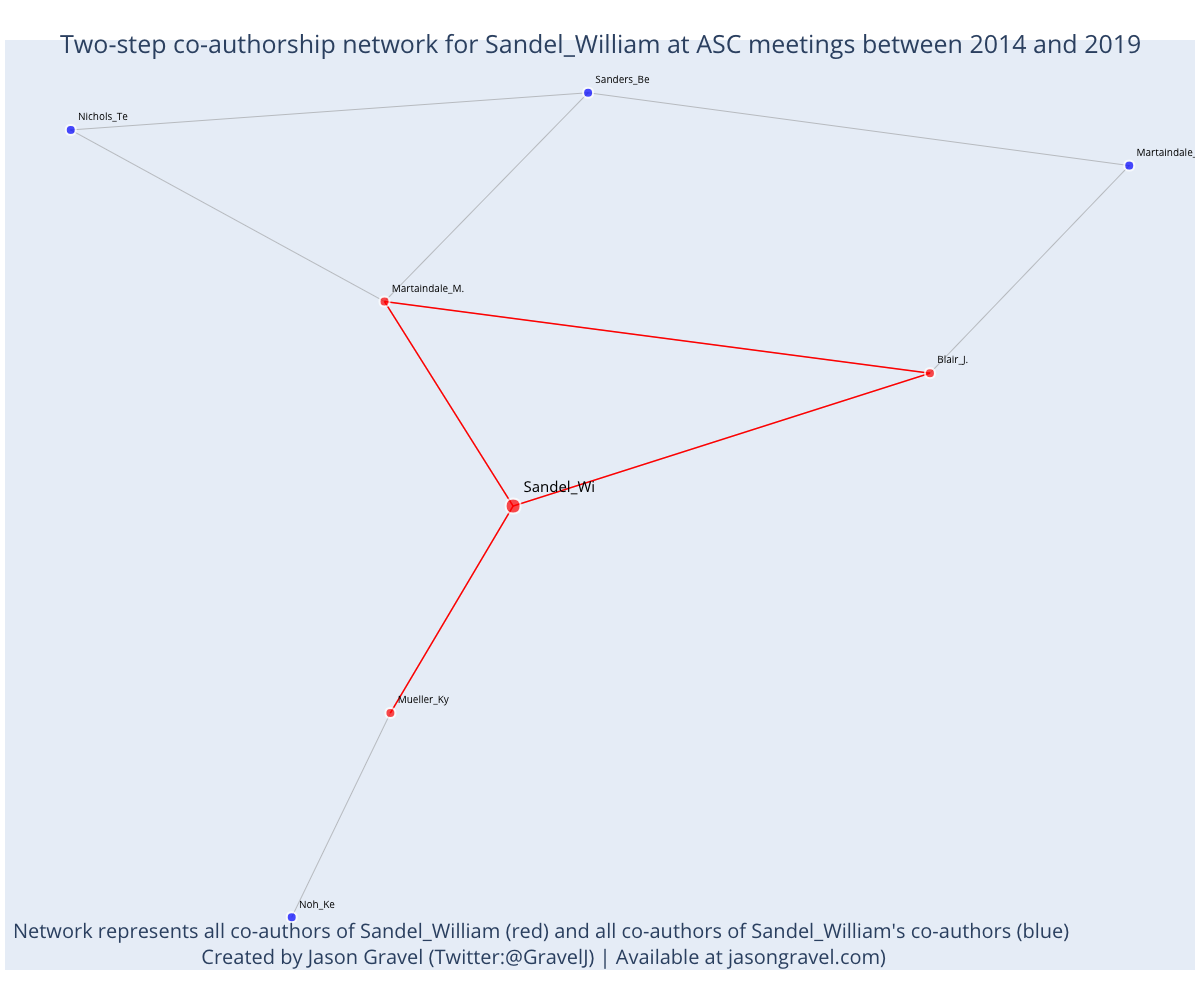 Two-step co-authorship network for Sandel_William at ASC meetings between 2014 and 2019
Sanders_Be
Nichols_Te
Martaindale_
Martaindale_M.
Blair_J.
Sandel_Wi
Mueller_Ky
Noh_Ke
Network represents all co-authors of Sandel_William (red) and all co-authors of Sandel_William's co-authors (blue)
Created by Jason Gravel (Twitter:@GravelJ) | Available at jasongravel.com)